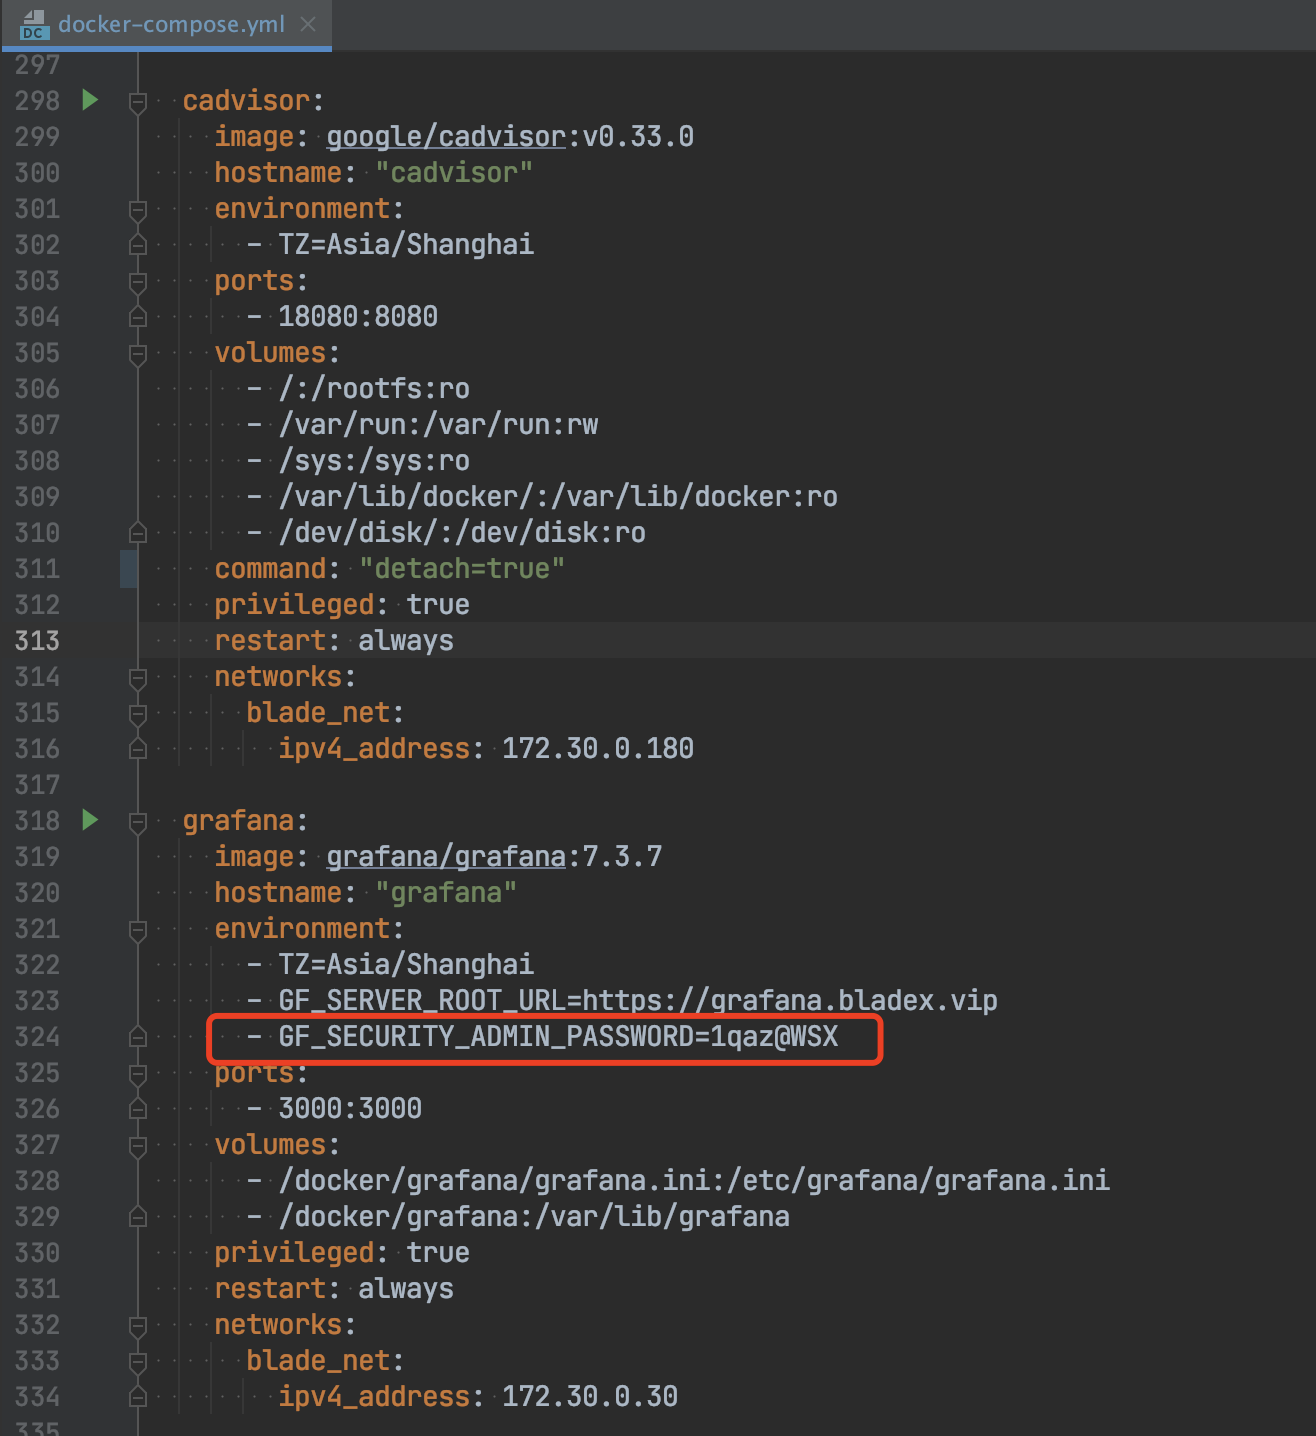 DC docker-compose.yml
297
298 cadvisor:
299 image: google/cadvisor:v0.33.0
300 hostname: "cadvisor"
301 environment:
302 - TZ=Asia/Shanghai
303 ports:
304 - 18080:8080
305 volumes:
306 - /:/rootfs:ro
307 - /var/run:/var/run:rw
308 - /sys:/sys:ro
309 - /var/lib/docker/:/var/lib/docker:ro
310 - /dev/disk/:/dev/disk:ro
311 command: "detach=true"
312 privileged: true
313 restart: always
314 networks:
315 blade_net:
316 ipv4_address: 172.30.0.180
317
318 grafana:
319 image: grafana/grafana:7.3.7
320 hostname: "grafana"
321 environment:
322 - TZ=Asia/Shanghai
323 - GF_SERVER_ROOT_URL=https://grafana.bladex.vip
324 - GF_SECURITY_ADMIN_PASSWORD=1qaz@WSX
325 ports:
326 - 3000:3000
327 volumes:
328 - /docker/grafana/grafana.ini:/etc/grafana/grafana.ini
329 - /docker/grafana:/var/lib/grafana
330 privileged: true
331 restart: always
332 networks:
333 blade_net:
334 ipv4_address: 172.30.0.30
335